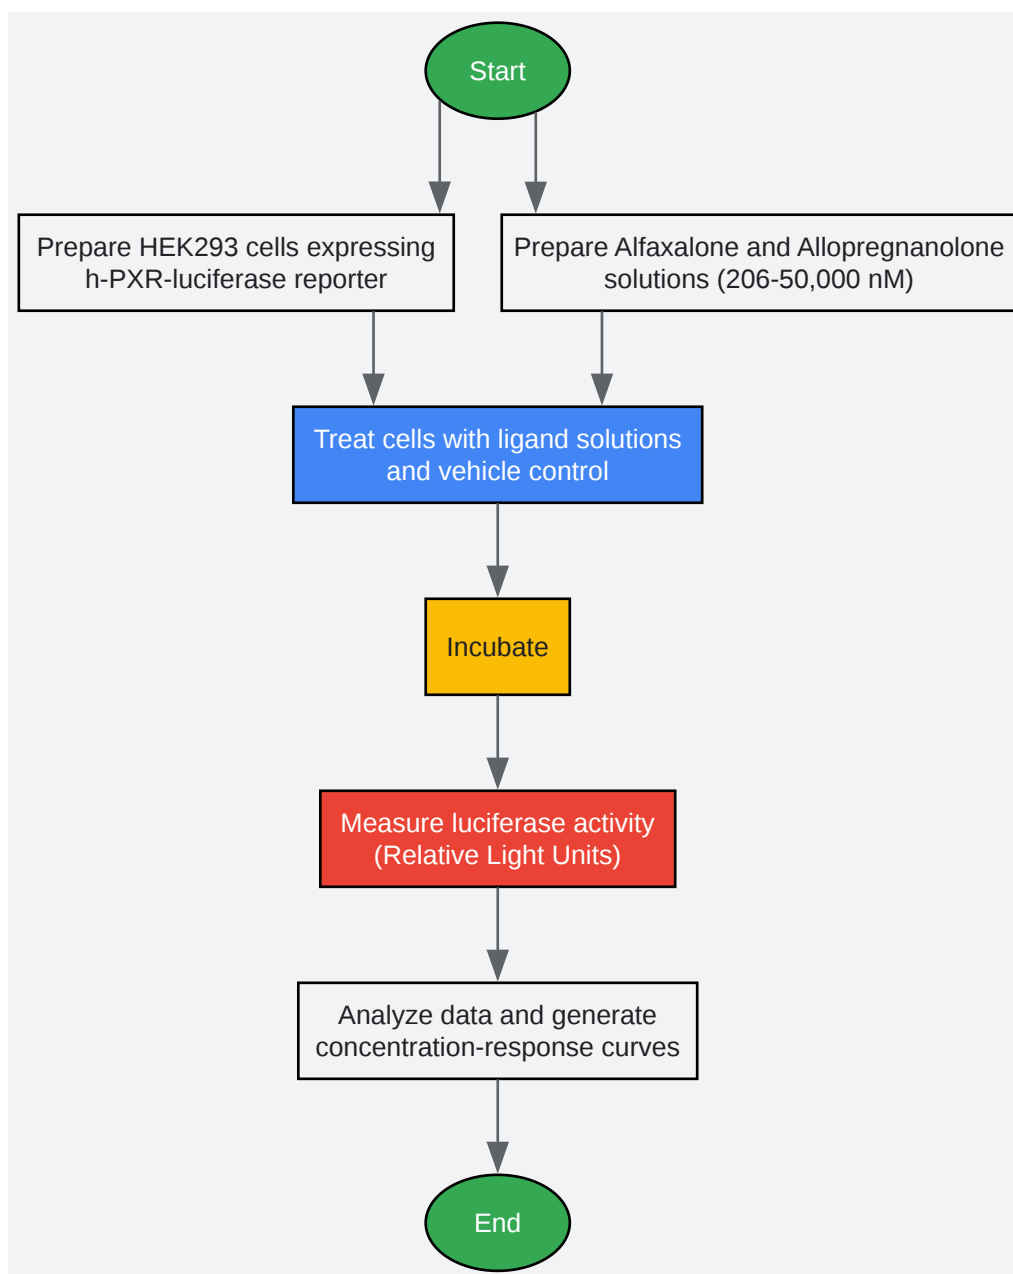 Start
Prepare HEK293 cells expressing
h-PXR-luciferase reporter
Prepare Alfaxalone and Allopregnanolone
solutions (206-50,000 nM)
Treat cells with ligand solutions
and vehicle control
Incubate
Measure luciferase activity
(Relative Light Units)
Analyze data and generate
concentration-response curves
End